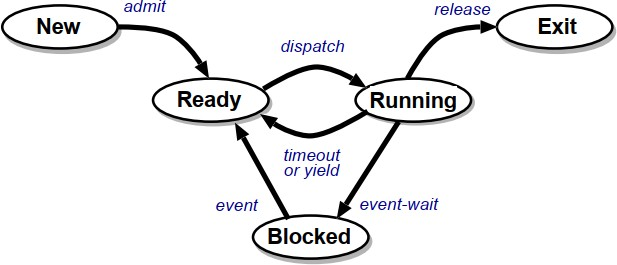 admit
release
New
Exit
dispatch
Ready
Running
timeout
or yield
event
event-wait
Blocked